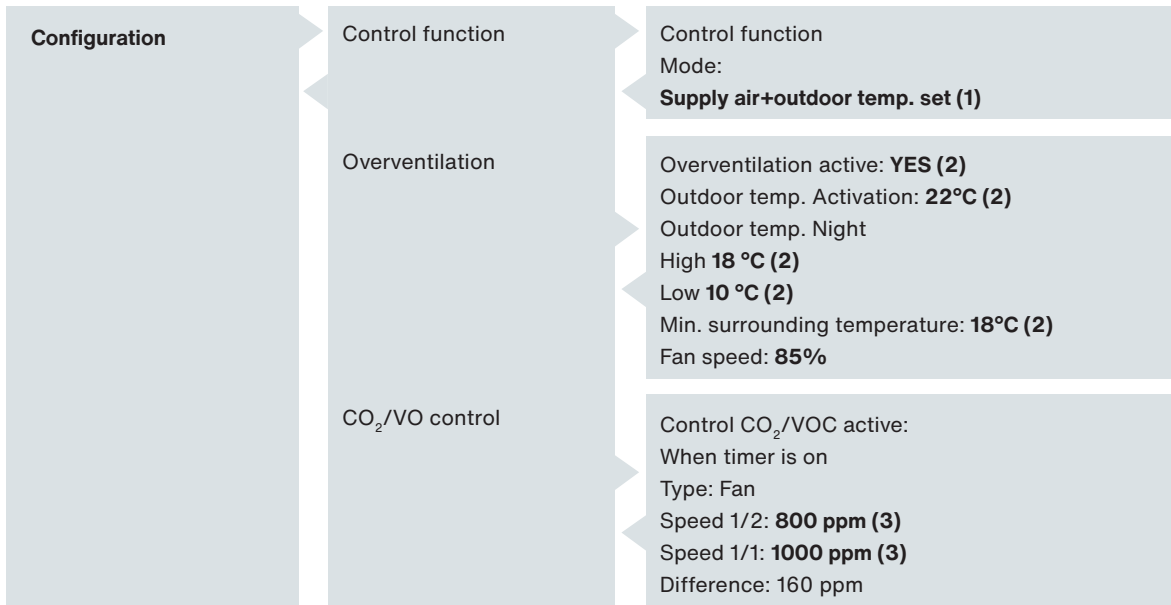 Configuration
Control function
Control function
Mode:
Supply air+outdoor temp. set (1)
Overventilation
Overventilation active: YES (2)
Outdoor temp. Activation: 22°C (2)
Outdoor temp. Night
High 18 °C (2)
Low 10 °C (2)
Min. surrounding temperature: 18°C (2)
Fan speed: 85%
CO₂/VO control
Control CO₂/VOC active:
When timer is on
Type: Fan
Speed 1/2: 800 ppm (3)
Speed 1/1: 1000 ppm (3)
Difference: 160 ppm